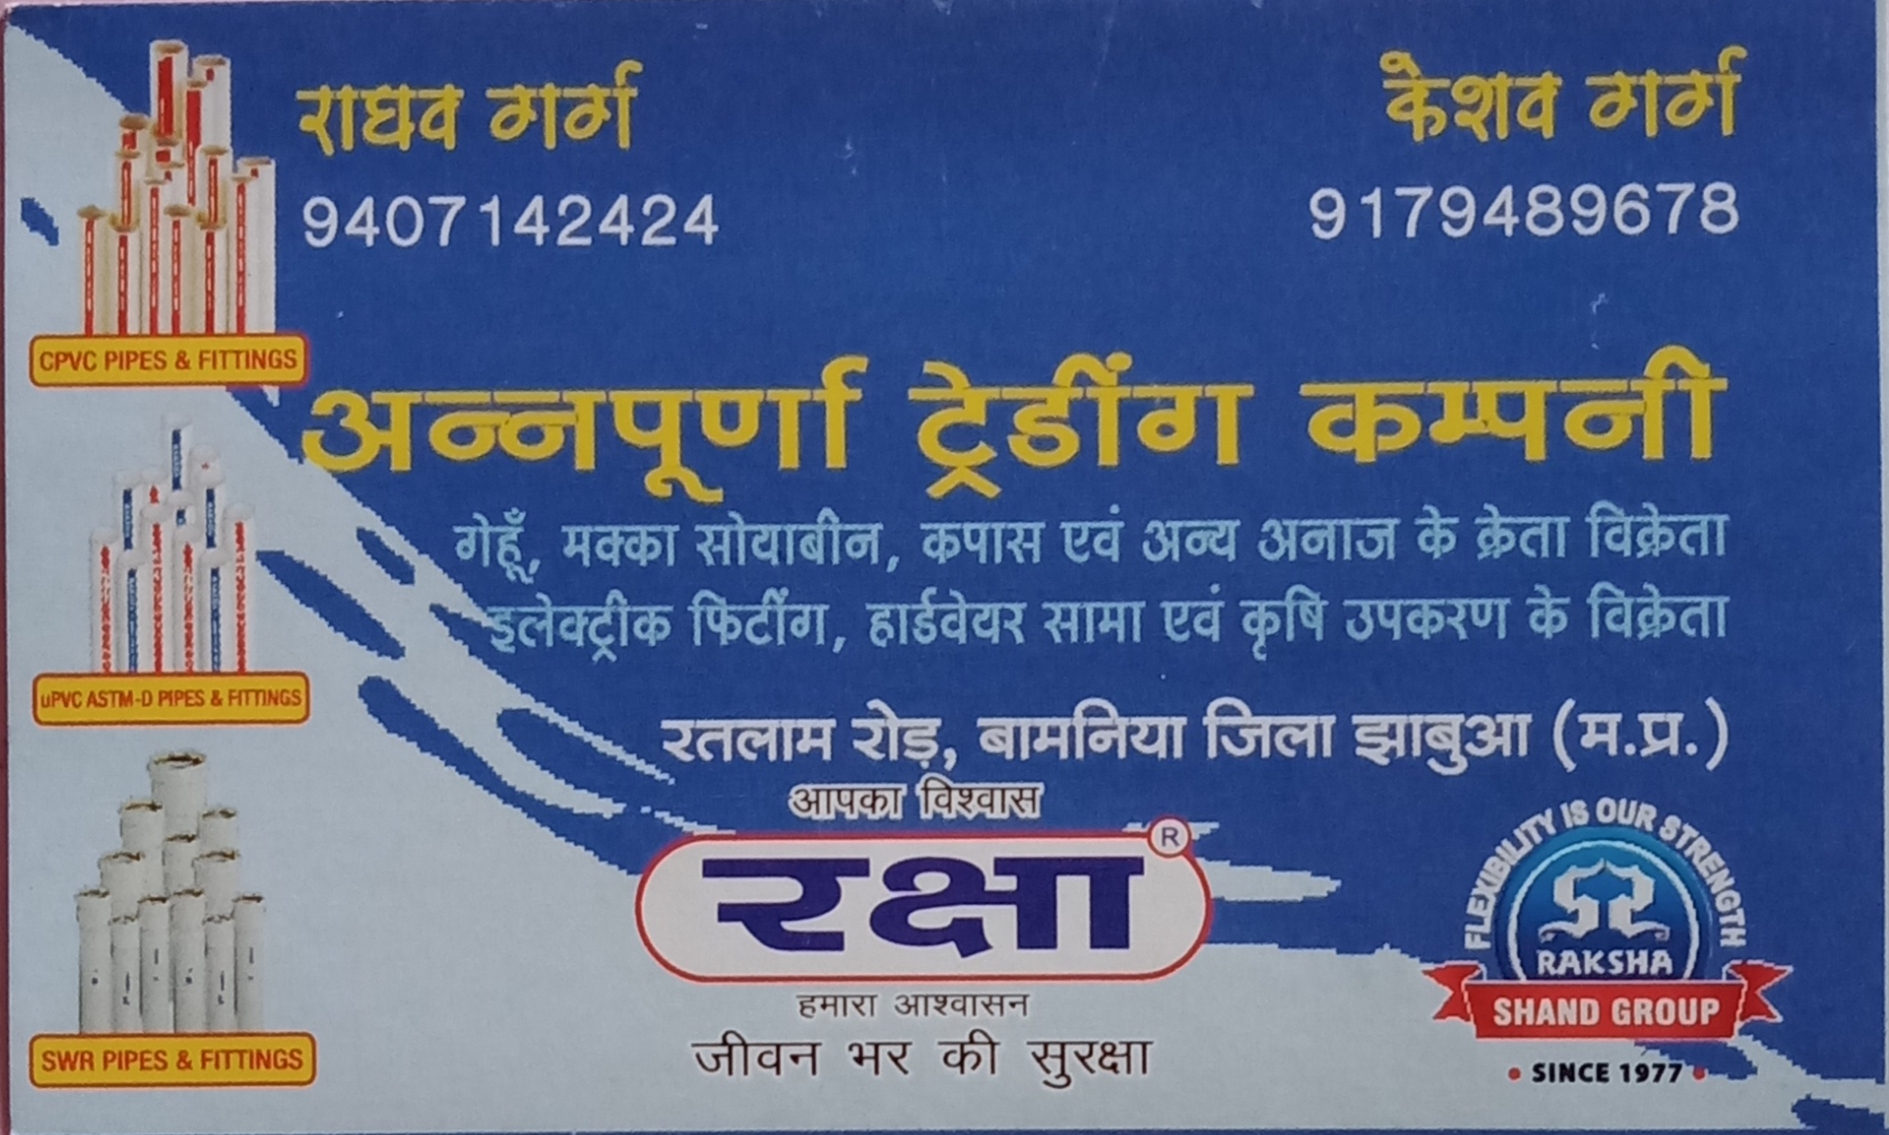 राघव गर्ग
9407142424
केशव गर्ग
9179489678
CPVC PIPES & FITTINGS
अन्नपूर्णा ट्रेडींग कम्पनी
गेहूँ, मक्का सोयाबीन, कपास एवं अन्य अनाज के क्रेता विक्रेता
इलेक्ट्रीक फिटींग, हार्डवेयर सामा एवं कृषि उपकरण के विक्रेता
uPVC ASTM-D PIPES & FITTINGS
रतलाम रोड़, बामनिया जिला झाबुआ (म.प्र.)
आपका विश्वास
रक्षा ®
हमारा आश्वासन
जीवन भर की सुरक्षा
SWR PIPES & FITTINGS
FLEXIBILITY IS OUR STRENGTH
RAKSHA
SHAND GROUP
• SINCE 1977 •